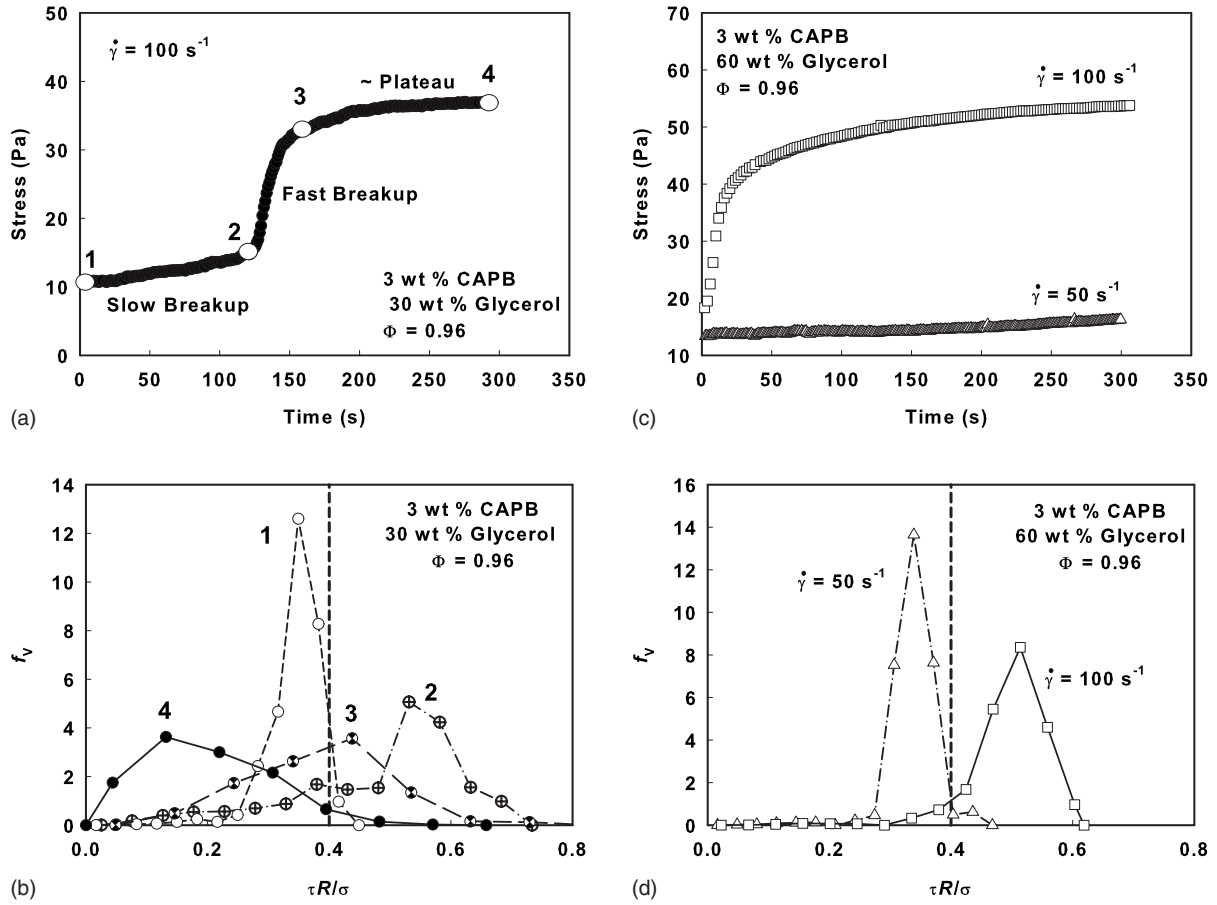 50
40
30
20
10
0
Stress (Pa)
γ̇ = 100 s⁻¹
~ Plateau
4
3
Fast Breakup
2
1
Slow Breakup
3 wt % CAPB
30 wt % Glycerol
Φ = 0.96
0 50 100 150 200 250 300 350
Time (s)
(a)
70
60
50
40
30
20
10
Stress (Pa)
3 wt % CAPB
60 wt % Glycerol
Φ = 0.96
γ̇ = 100 s⁻¹
γ̇ = 50 s⁻¹
0 50 100 150 200 250 300 350
Time (s)
(c)
14
12
10
8
6
4
2
0
fᵥ
3 wt % CAPB
30 wt % Glycerol
Φ = 0.96
1
2
3
4
0.0 0.2 0.4 0.6 0.8
τR/σ
(b)
16
14
12
10
8
6
4
2
0
fᵥ
3 wt % CAPB
60 wt % Glycerol
Φ = 0.96
γ̇ = 50 s⁻¹
γ̇ = 100 s⁻¹
0.0 0.2 0.4 0.6 0.8
τR/σ
(d)